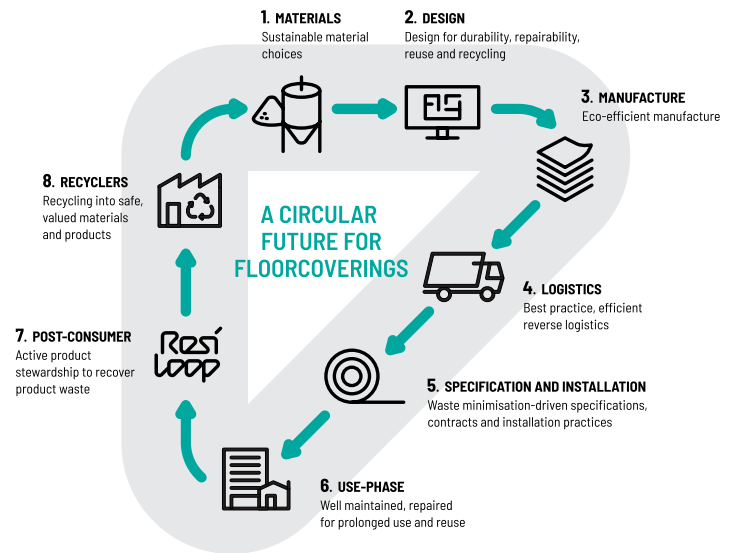 1. MATERIALS
Sustainable material
choices
2. DESIGN
Design for durability, repairability,
reuse and recycling
3. MANUFACTURE
Eco-efficient manufacture
4. LOGISTICS
Best practice, efficient
reverse logistics
5. SPECIFICATION AND INSTALLATION
Waste minimisation-driven specifications,
contracts and installation practices
6. USE-PHASE
Well maintained, repaired
for prolonged use and reuse
7. POST-CONSUMER
Active product
stewardship to recover
product waste
Resi
Loop
8. RECYCLERS
Recycling into safe,
valued materials
and products
A CIRCULAR
FUTURE FOR
FLOORCOVERINGS